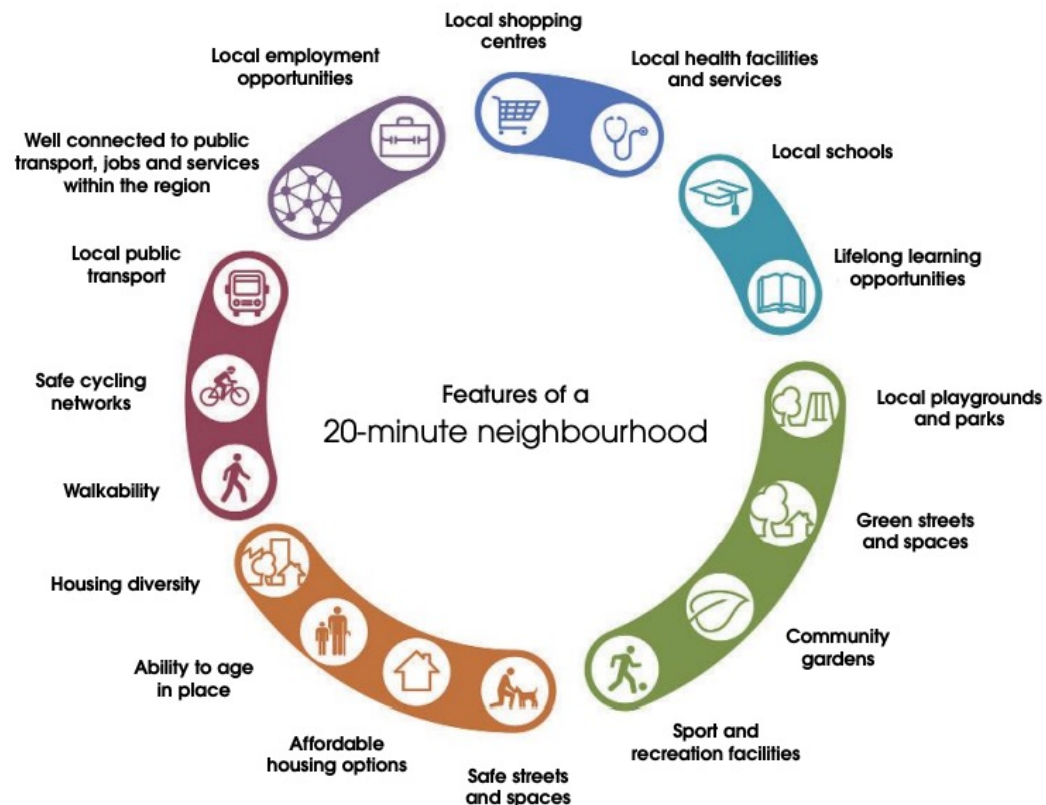 Local shopping
centres
Local health facilities
and services
Local schools
Lifelong learning
opportunities
Local playgrounds
and parks
Green streets
and spaces
Community
gardens
Sport and
recreation facilities
Safe streets
and spaces
Affordable
housing options
Ability to age
in place
Housing diversity
Walkability
Safe cycling
networks
Local public
transport
Well connected to public
transport, jobs and services
within the region
Local employment
opportunities
Features of a
20-minute neighbourhood